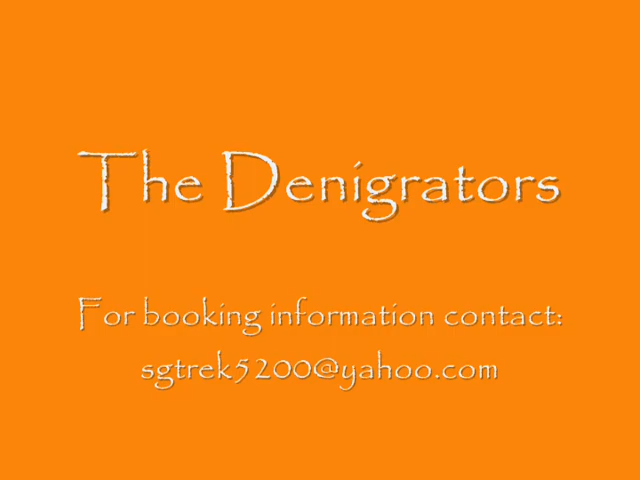 The Denigrators
For booking information contact:
sgtrek5200@yahoo.com